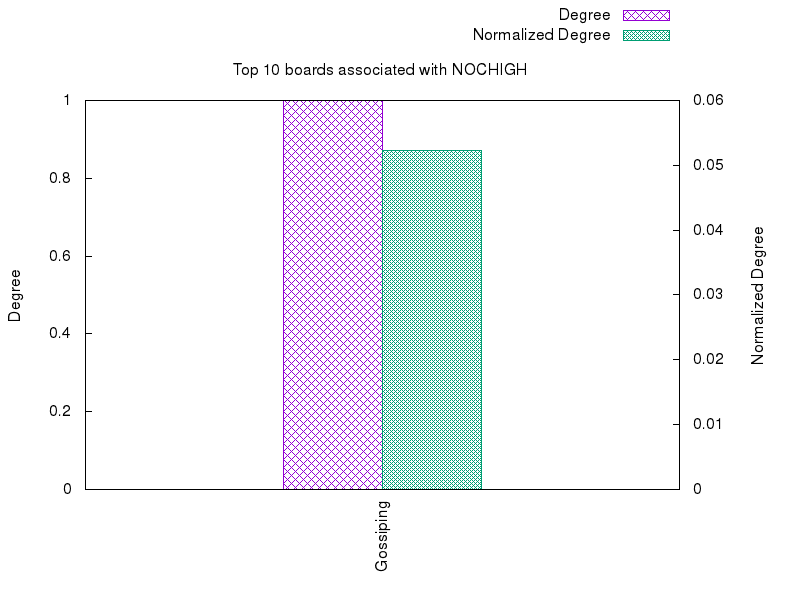 Degree
Normalized Degree
Top 10 boards associated with NOCHIGH
1
0.8
0.6
0.4
0.2
0
Degree
0.06
0.05
0.04
0.03
0.02
0.01
0
Normalized Degree
Gossiping